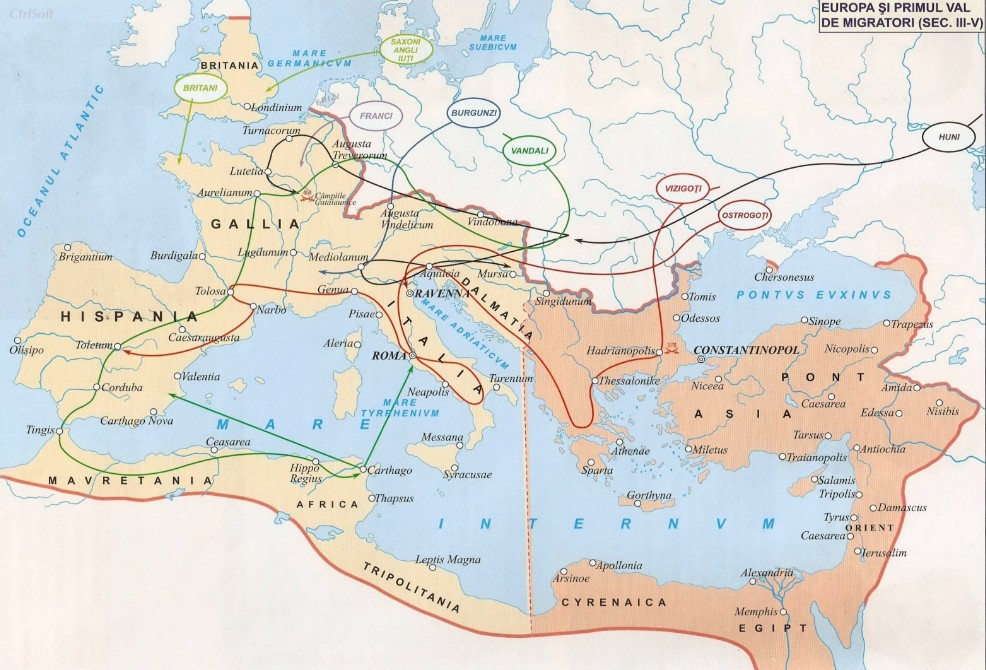 CtrlSoft
EUROPA ŞI PRIMUL VAL
DE MIGRATORI (SEC. III-V)
OCEANUL ATLANTIC
MARE
GERMANICVM
MARE
SUEBICVM
SAXONI
ANGLI
IUŢI
BRITANIA
BRITANI
Londinium
FRANCI
BURGUNZI
VANDALI
HUNI
VIZIGOŢI
OSTROGOŢI
Turnacorum
Augusta
Treverorum
Lutetia
Aurelianum
451
Câmpiile
Catalaunice
GALLIA
Augusta
Vindelicum
Vindobona
Brigantium
Burdigala
Lugdunum
Mediolanum
Aquileia
Mursa
Chersonesus
Tolosa
Genua
RAVENNA
DALMATIA
Singidunum
Tomis
PONTVS EVXINVS
HISPANIA
Narbo
Pisae
ITALIA
MARE ADRIATICVM
Odessos
Sinope
Trapezus
Caesaraugusta
Olisipo
Toletum
Aleria
ROMA
Hadrianopolis
378
CONSTANTINOPOL
Nicopolis
Valentia
Neapolis
Tarentum
Thessalonike
Niceea
PONT
Amida
Corduba
MARE
TYRRHENIVM
Caesarea
Carthago Nova
ASIA
Edessa
Nisibis
MARE
Tingis
Ceasarea
Messana
Athenae
Miletus
Tarsus
Antiochia
Hippo
Regius
Carthago
Syracusae
Sparta
Traianopolis
MAVRETANIA
Salamis
Tripolis
AFRICA
Thapsus
Gorthyna
Damascus
INTERNVM
Tyrus
ORIENT
Caesarea
Ierusalim
Leptis Magna
Apollonia
Arsinoe
Alexandria
TRIPOLITANIA
CYRENAICA
Memphis
EGIPT